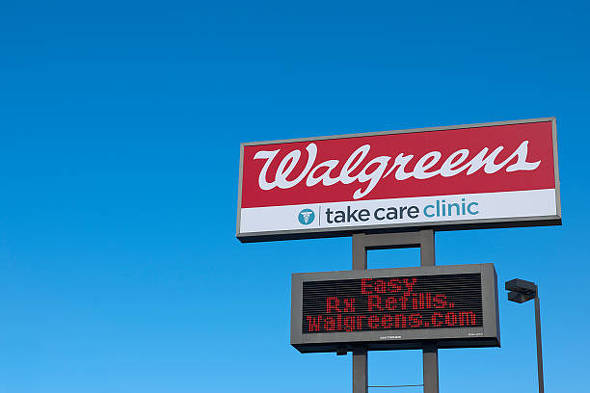 Walgreens
take care clinic
Easy
Rx Refills.
Walgreens.com